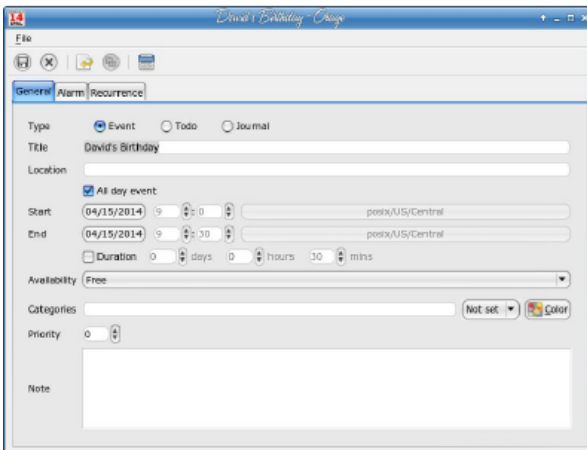 14
David's Birthday - Orage
File
General Alarm Recurrence
Type Event Todo Journal
Title David's Birthday
Location
All day event
Start 04/15/2014 9 : 0 posix/US/Central
End 04/15/2014 9 : 30 posix/US/Central
Duration 0 days 0 hours 30 mins
Availability Free
Categories Not set Color
Priority 0
Note